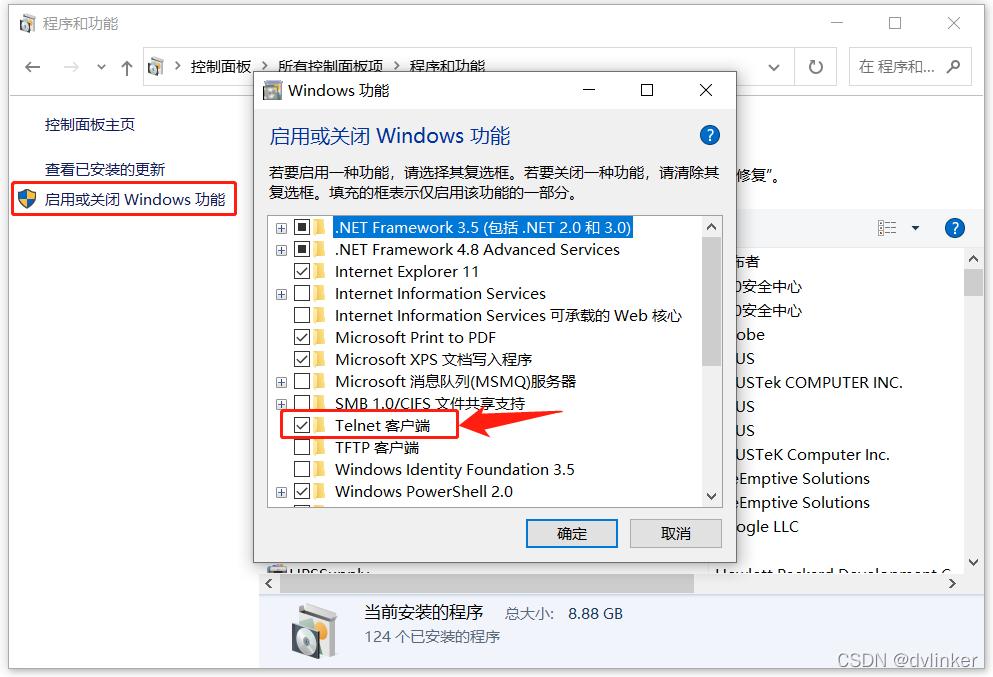 程序和功能
控制面板 > 所有控制面板项 > 程序和功能
在 程序和...
控制面板主页
查看已安装的更新
启用或关闭 Windows 功能
Windows 功能
启用或关闭 Windows 功能
若要启用一种功能，请选择其复选框。若要关闭一种功能，请清除其
复选框。填充的框表示仅启用该功能的一部分。
.NET Framework 3.5 (包括 .NET 2.0 和 3.0)
.NET Framework 4.8 Advanced Services
Internet Explorer 11
Internet Information Services
Internet Information Services 可承载的 Web 核心
Microsoft Print to PDF
Microsoft XPS 文档写入程序
Microsoft 消息队列(MSMQ)服务器
SMB 1.0/CIFS 文件共享支持
Telnet 客户端
TFTP 客户端
Windows Identity Foundation 3.5
Windows PowerShell 2.0
确定
取消
修复”。
布者
0安全中心
0安全中心
obe
US
USTek COMPUTER INC.
US
US
USTeK Computer Inc.
eEmptive Solutions
eEmptive Solutions
ogle LLC
HPSSupply
Hewlett Packard Development C
当前安装的程序 总大小: 8.88 GB
124 个已安装的程序
CSDN @dvlinker